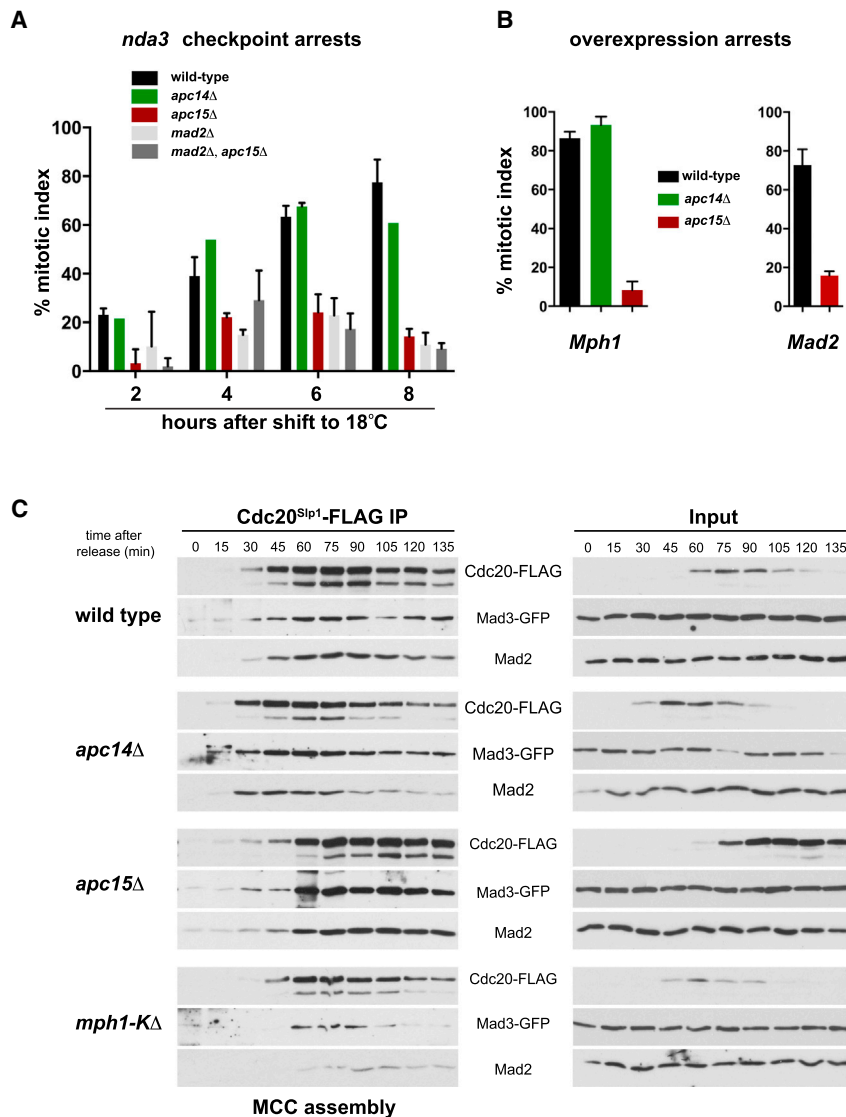 A
nda3 checkpoint arrests
wild-type
apc14Δ
apc15Δ
mad2Δ
mad2Δ, apc15Δ
% mitotic index
100
80
60
40
20
0
2 4 6 8
hours after shift to 18°C
B
overexpression arrests
% mitotic index
100
80
60
40
20
0
Mph1
wild-type
apc14Δ
apc15Δ
100
80
60
40
20
0
Mad2
C
Cdc20Slp1-FLAG IP
Input
time after
release (min)
0 15 30 45 60 75 90 105 120 135
0 15 30 45 60 75 90 105 120 135
wild type
Cdc20-FLAG
Mad3-GFP
Mad2
apc14Δ
Cdc20-FLAG
Mad3-GFP
Mad2
apc15Δ
Cdc20-FLAG
Mad3-GFP
Mad2
mph1-KΔ
Cdc20-FLAG
Mad3-GFP
Mad2
MCC assembly